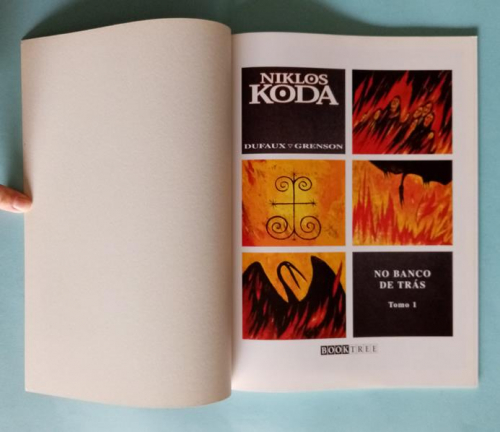 NIKLOS
KODA
DUFAUX ▽ GRENSON
NO BANCO
DE TRÁS
Tomo 1
BOOKTREE